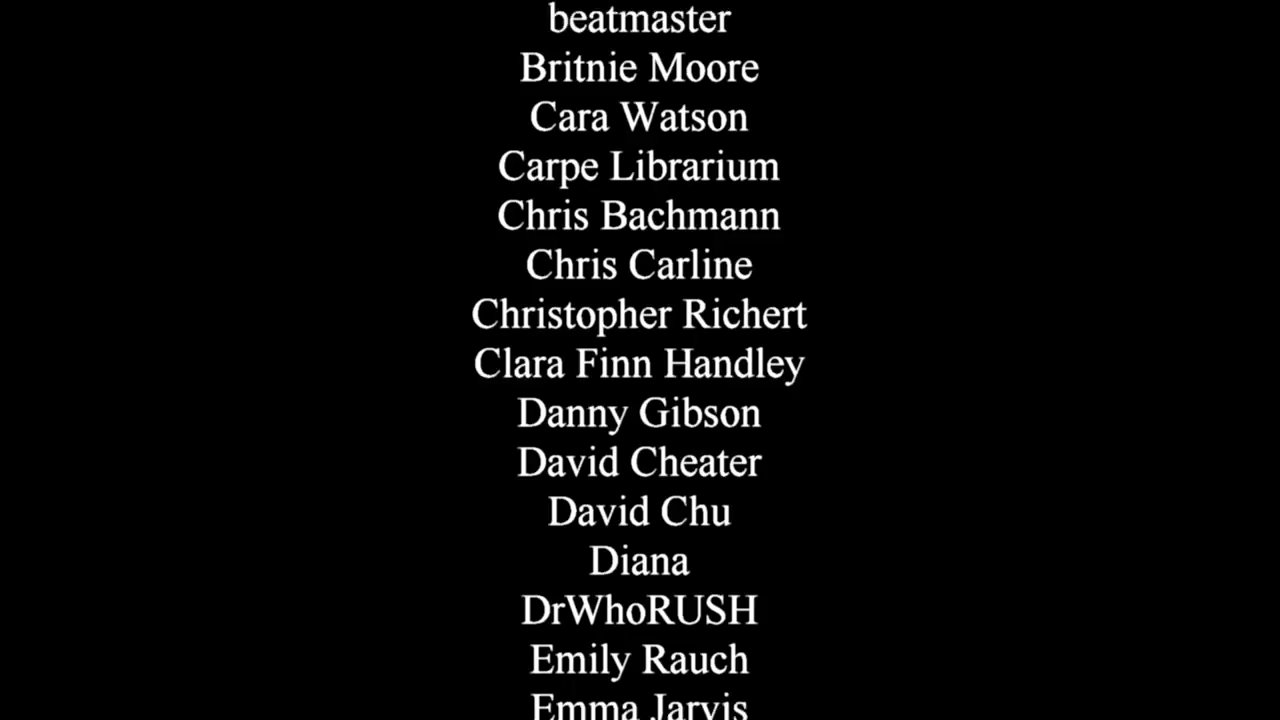 beatmaster
Britnie Moore
Cara Watson
Carpe Librarium
Chris Bachmann
Chris Carline
Christopher Richert
Clara Finn Handley
Danny Gibson
David Cheater
David Chu
Diana
DrWhoRUSH
Emily Rauch
Emma Jarvis